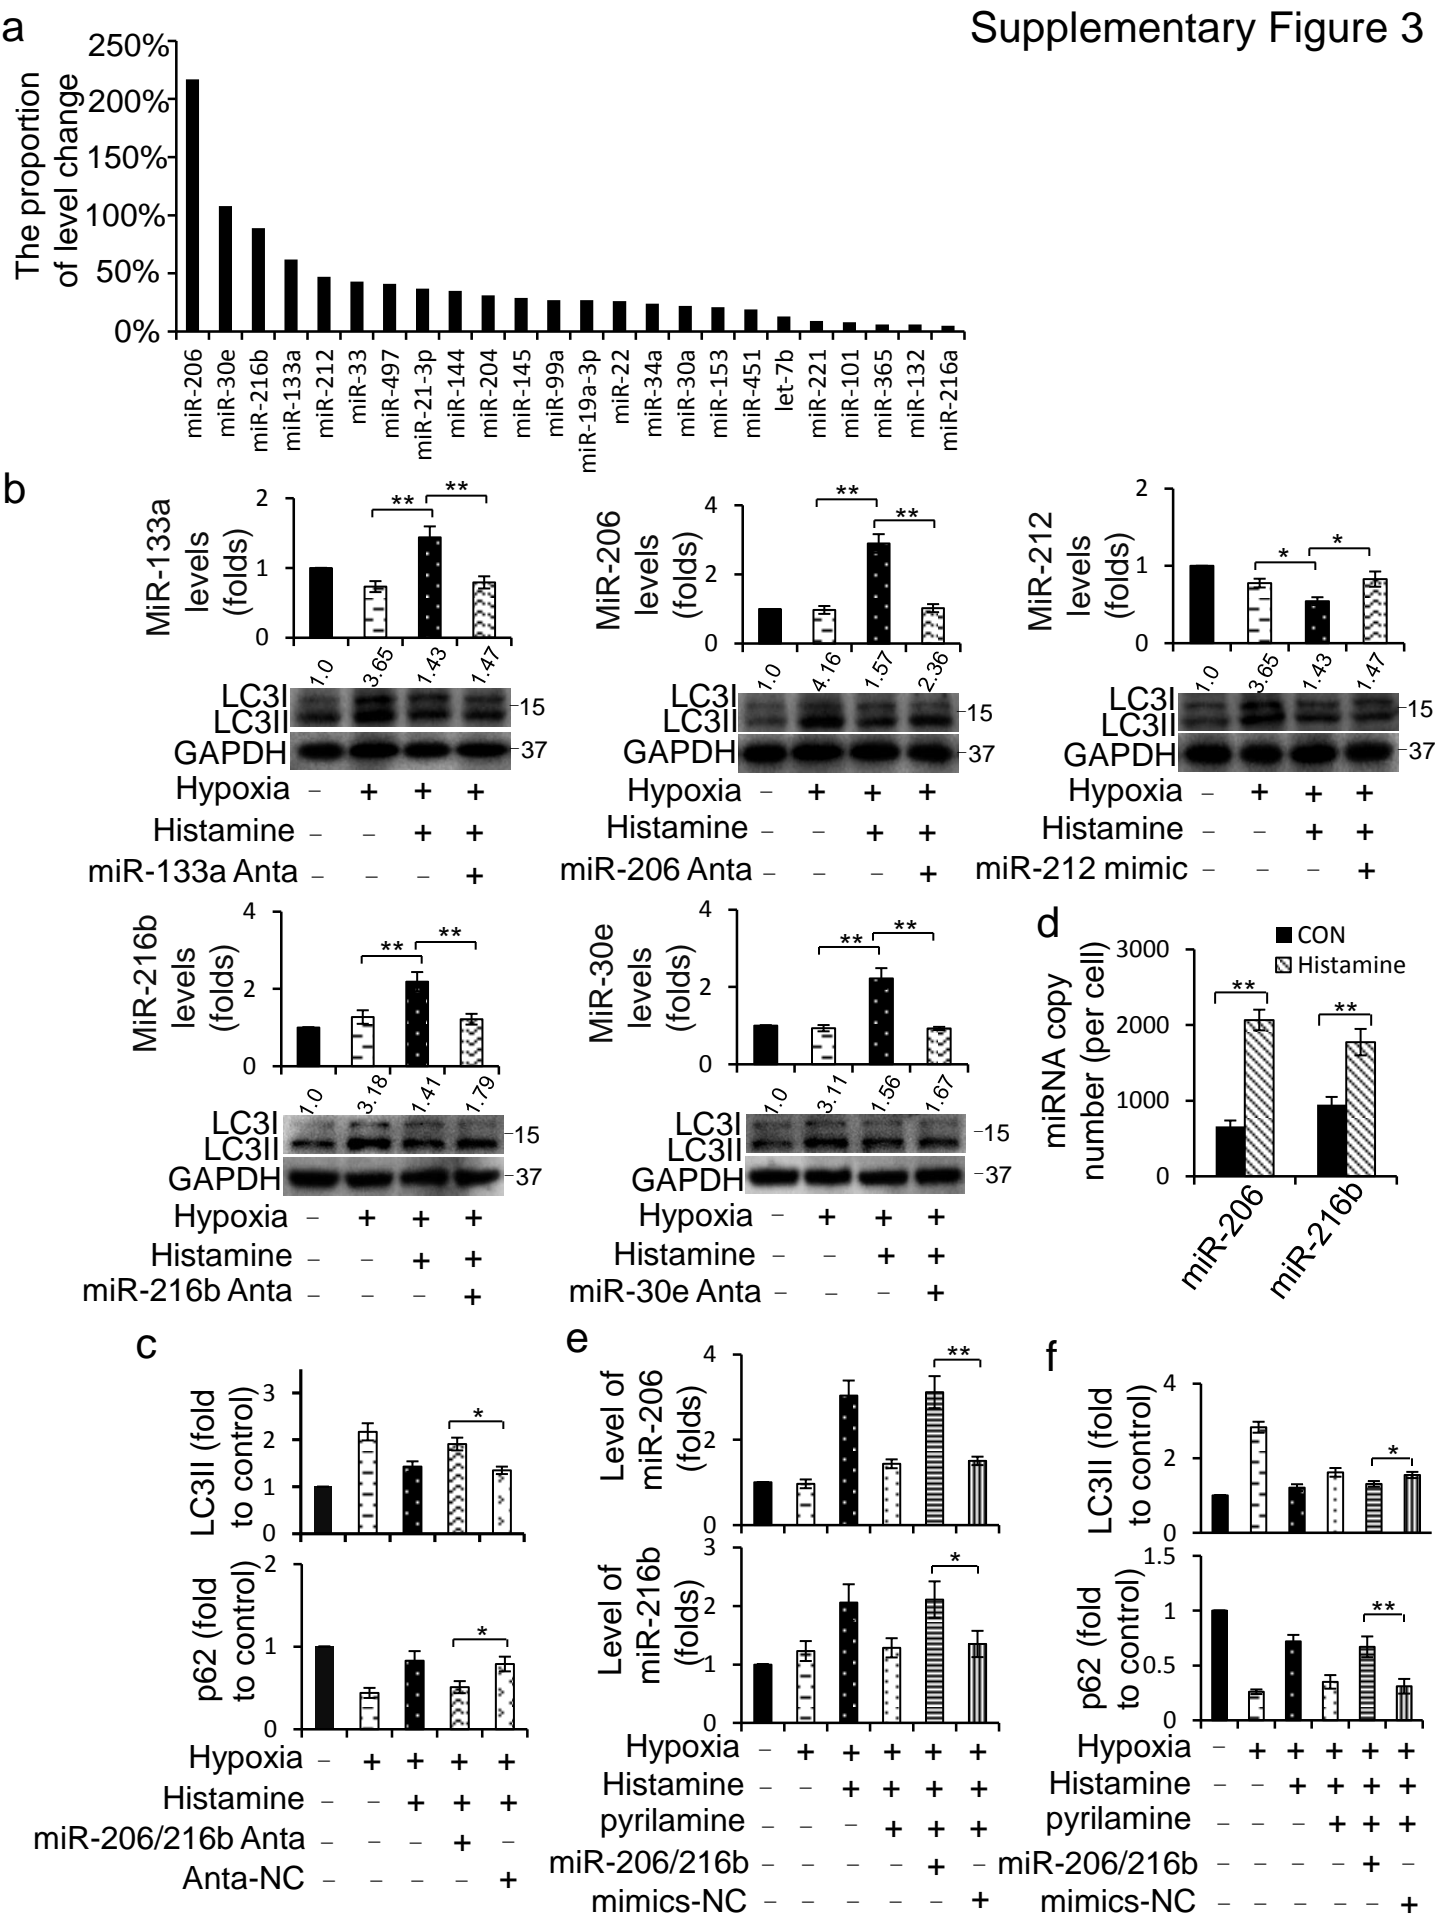 Supplementary Figure 3
a
The proportion
of level change
250%
200%
150%
100%
50%
0%
miR-206
miR-30e
miR-216b
miR-133a
miR-212
miR-33
miR-497
miR-21-3p
miR-144
miR-204
miR-145
miR-99a
miR-19a-3p
miR-22
miR-34a
miR-30a
miR-153
miR-451
let-7b
miR-221
miR-101
miR-365
miR-132
miR-216a
b
MiR-133a
levels
(folds)
2
1
0
** **
1.0 3.65 1.43 1.47
LC3I
LC3II
15
GAPDH
37
Hypoxia – + + +
Histamine – – + +
miR-133a Anta – – – +
MiR-206
levels
(folds)
4
2
0
** **
1.0 4.16 1.57 2.36
LC3I
LC3II
15
GAPDH
37
Hypoxia – + + +
Histamine – – + +
miR-206 Anta – – – +
MiR-212
levels
(folds)
2
1
0
* *
1.0 3.65 1.43 1.47
LC3I
LC3II
15
GAPDH
37
Hypoxia – + + +
Histamine – – + +
miR-212 mimic – – – +
MiR-216b
levels
(folds)
4
2
0
** **
1.0 3.18 1.41 1.79
LC3I
LC3II
15
GAPDH
37
Hypoxia – + + +
Histamine – – + +
miR-216b Anta – – – +
MiR-30e
levels
(folds)
4
2
0
** **
1.0 3.11 1.56 1.67
LC3I
LC3II
15
GAPDH
37
Hypoxia – + + +
Histamine – – + +
miR-30e Anta – – – +
d
miRNA copy
number (per cell)
3000
2000
1000
0
CON
Histamine
** **
miR-206
miR-216b
c
LC3II (fold
to control)
3
2
1
0
*
p62 (fold
to control)
2
1
0
*
Hypoxia – + + + +
Histamine – – + + +
miR-206/216b Anta – – – + –
Anta-NC – – – – +
e
Level of
miR-206
(folds)
4
2
0
**
Level of
miR-216b
(folds)
3
2
1
0
*
Hypoxia – + + + + +
Histamine – – + + + +
pyrilamine – – – + + +
miR-206/216b – – – – + –
mimics-NC – – – – – +
f
LC3II (fold
to control)
4
2
0
*
p62 (fold
to control)
1.5
1
0.5
0
**
Hypoxia – + + + + +
Histamine – – + + + +
pyrilamine – – – + + +
miR-206/216b – – – – + –
mimics-NC – – – – – +